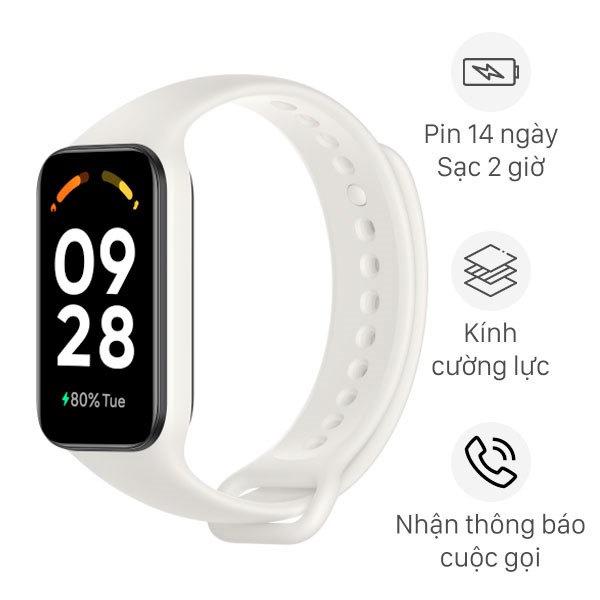 09
28
80% Tue
Pin 14 ngày
Sạc 2 giờ
Kính
cường lực
Nhận thông báo
cuộc gọi